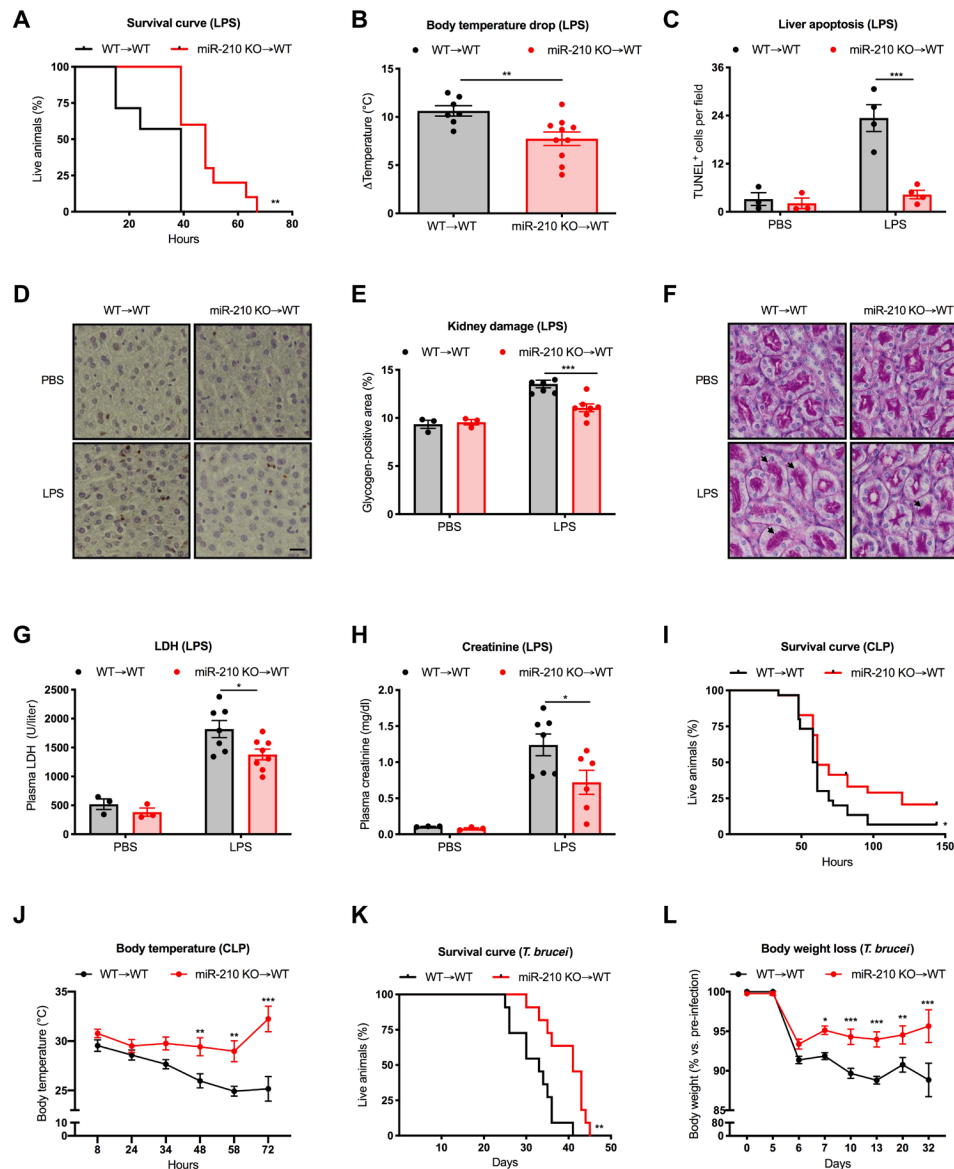 A
Survival curve (LPS)
WT→WT miR-210 KO→WT
Live animals (%)
100
75
50
25
0
0 20 40 60 80
**
Hours
B
Body temperature drop (LPS)
WT→WT miR-210 KO→WT
ΔTemperature (°C)
15
10
5
0
**
WT→WT miR-210 KO→WT
C
Liver apoptosis (LPS)
WT→WT miR-210 KO→WT
TUNEL+ cells per field
36
24
12
0
***
PBS LPS
D
WT→WT miR-210 KO→WT
PBS
LPS
E
Kidney damage (LPS)
WT→WT miR-210 KO→WT
Glycogen-positive area (%)
15
10
5
0
***
PBS LPS
F
WT→WT miR-210 KO→WT
PBS
LPS
G
LDH (LPS)
WT→WT miR-210 KO→WT
Plasma LDH (U/liter)
2500
2000
1500
1000
500
0
*
PBS LPS
H
Creatinine (LPS)
WT→WT miR-210 KO→WT
Plasma creatinine (mg/dl)
2.0
1.5
1.0
0.5
0.0
*
PBS LPS
I
Survival curve (CLP)
WT→WT miR-210 KO→WT
Live animals (%)
100
75
50
25
0
50 100 150
*
Hours
J
Body temperature (CLP)
WT→WT miR-210 KO→WT
Body temperature (°C)
35
30
25
10
0
** ** ***
8 24 34 48 58 72
Hours
K
Survival curve (T. brucei)
WT→WT miR-210 KO→WT
Live animals (%)
100
75
50
25
0
10 20 30 40 50
**
Days
L
Body weight loss (T. brucei)
WT→WT miR-210 KO→WT
Body weight (% vs. pre-infection)
100
95
90
85
10
0
* *** *** ** ***
0 5 6 7 10 13 20 32
Days